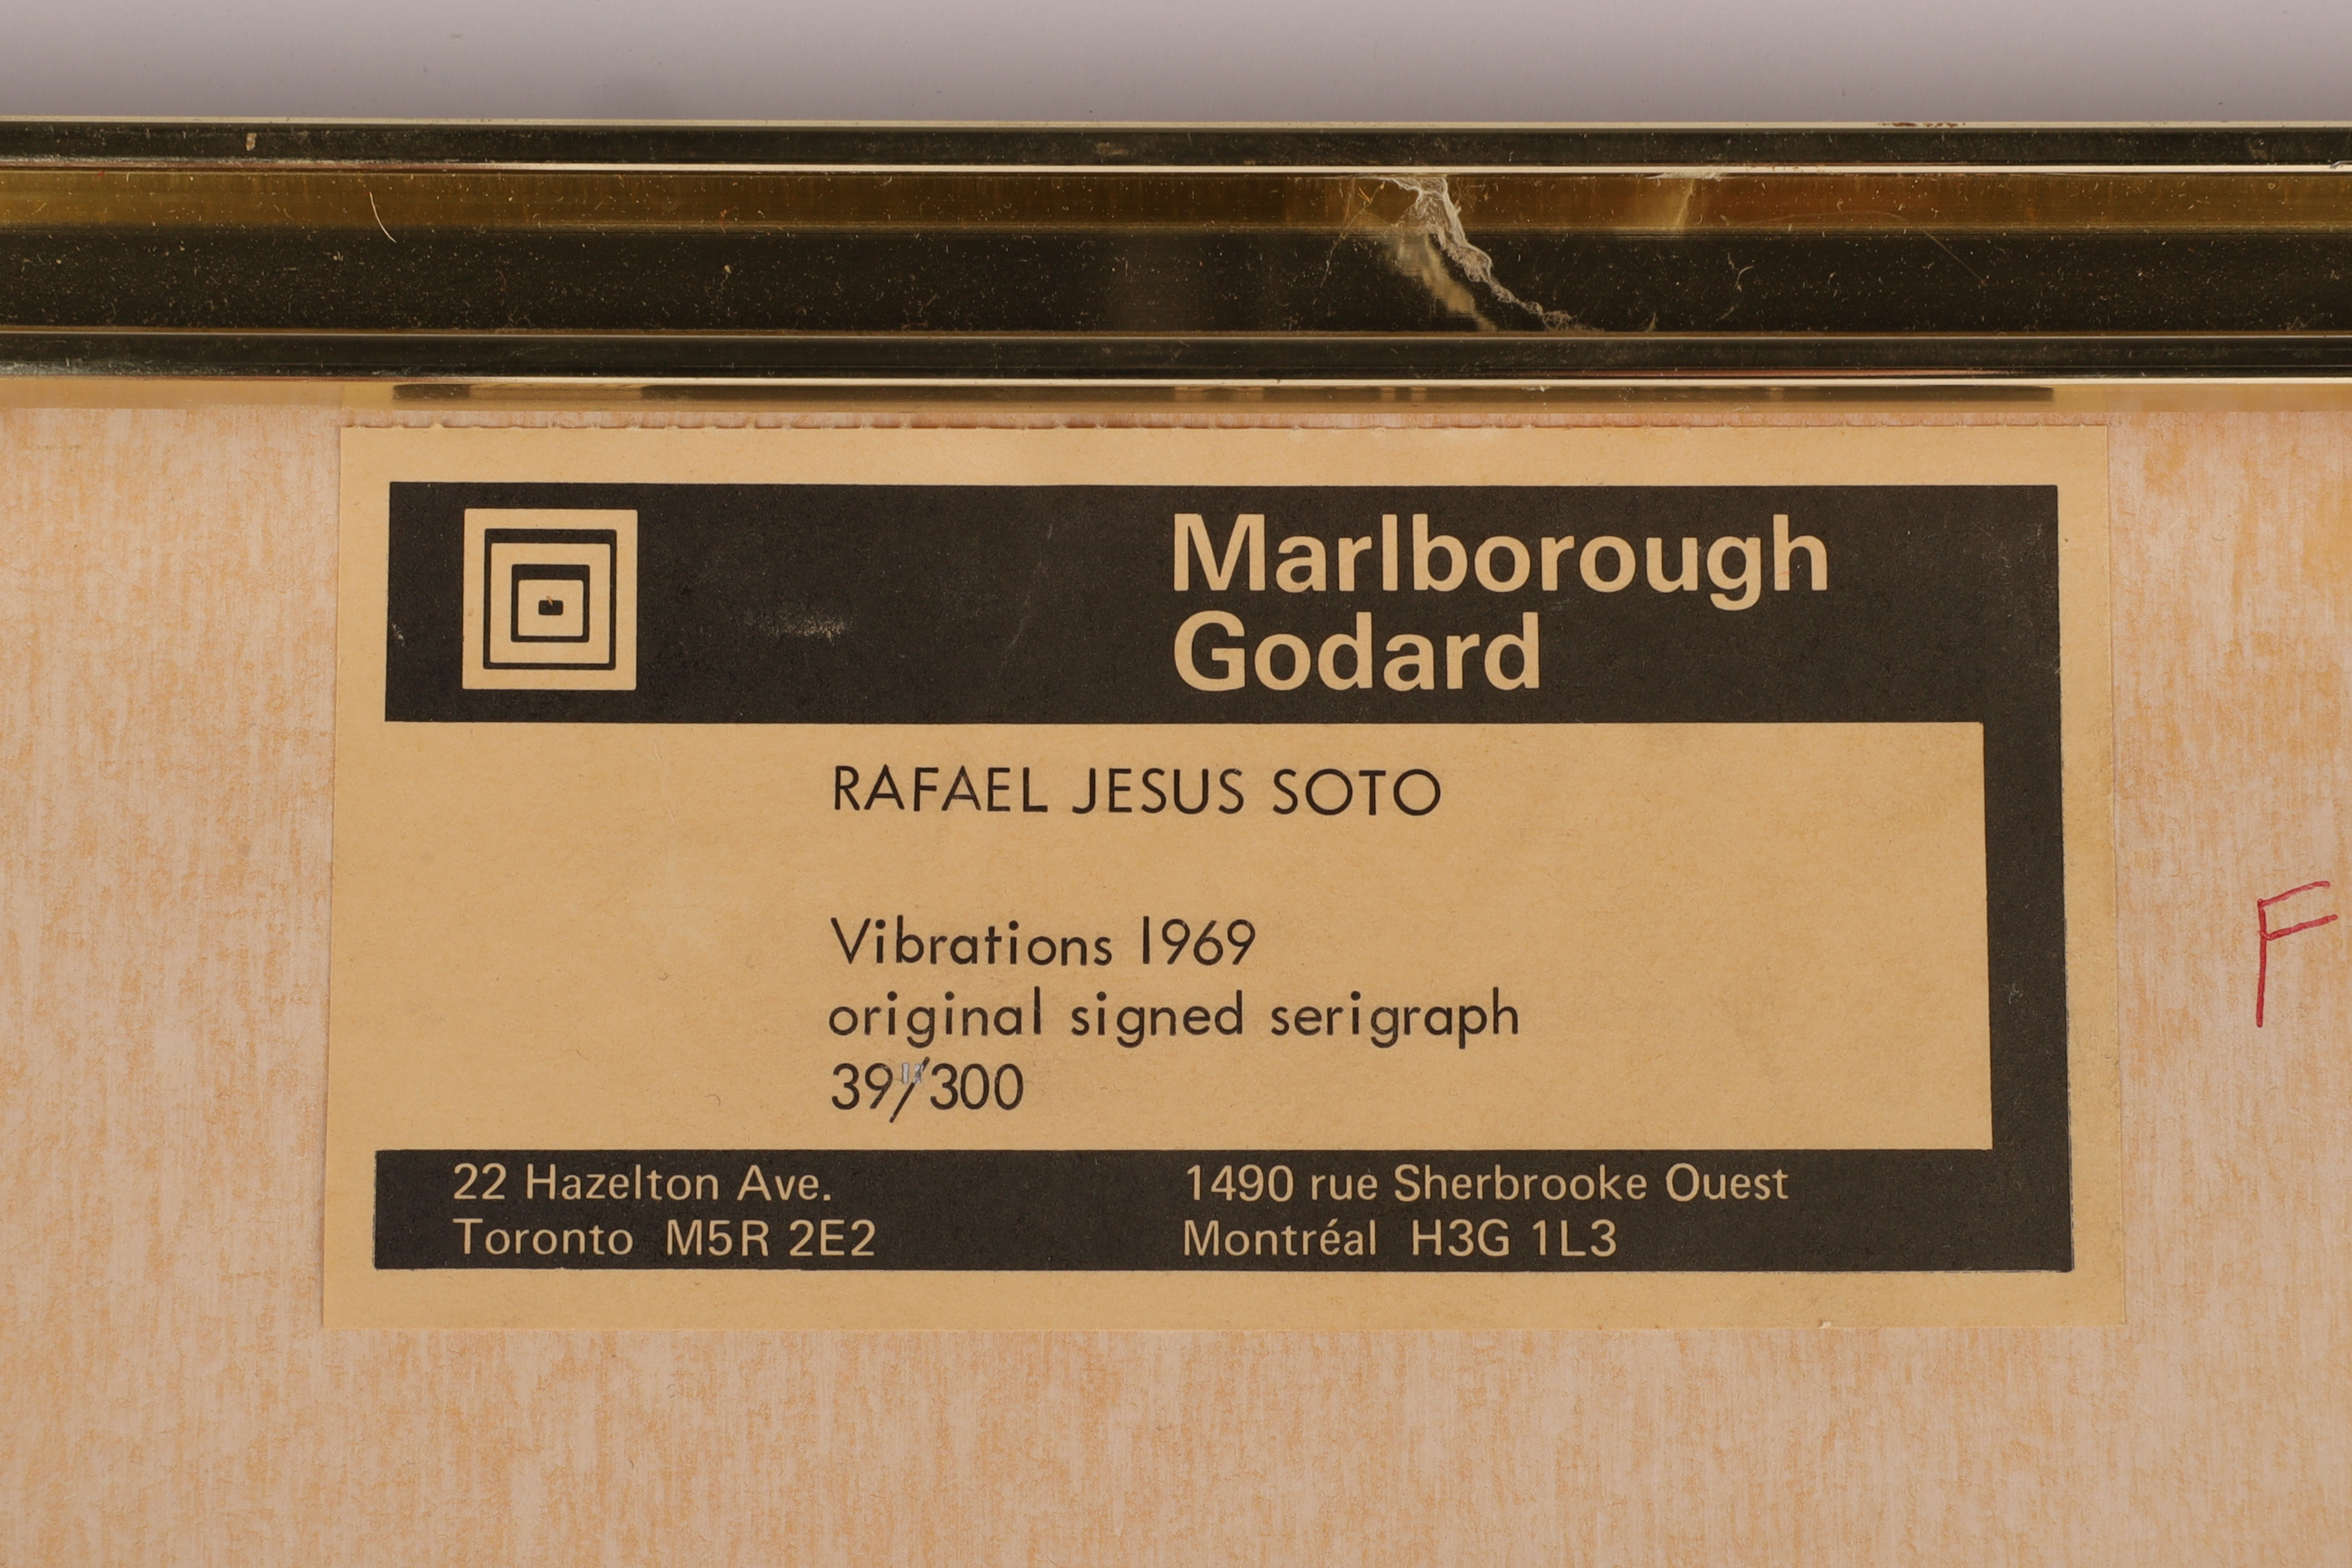 Marlborough
Godard
RAFAEL JESUS SOTO
Vibrations 1969
original signed serigraph
39/300
22 Hazelton Ave.
Toronto M5R 2E2
1490 rue Sherbrooke Ouest
Montréal H3G 1L3
F